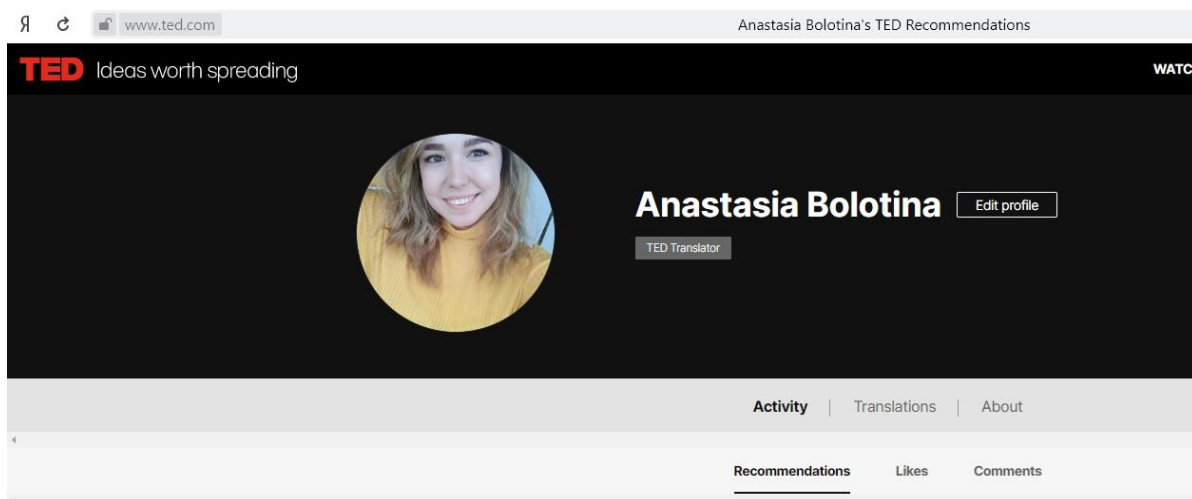 Я www.ted.com Anastasia Bolotina's TED Recommendations
TED Ideas worth spreading WATC
Anastasia Bolotina Edit profile
TED Translator
Activity | Translations | About
Recommendations Likes Comments